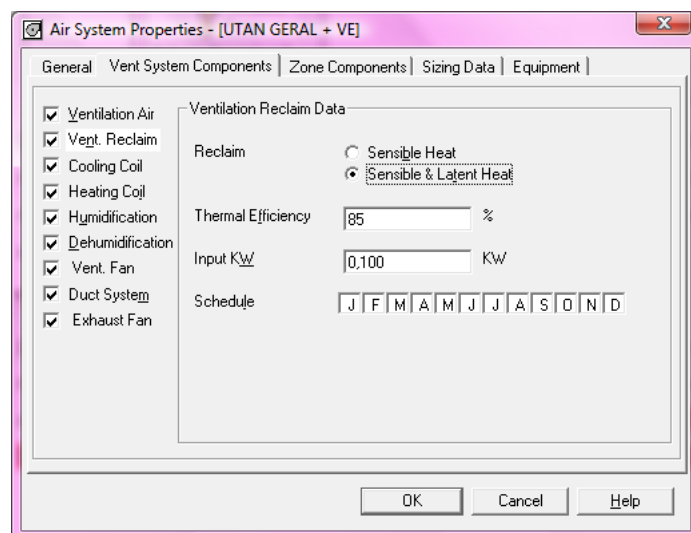 Air System Properties - [UTAN GERAL + VE]
General Vent System Components Zone Components Sizing Data Equipment
Ventilation Air
Vent. Reclaim
Cooling Coil
Heating Coil
Humidification
Dehumidification
Vent. Fan
Duct System
Exhaust Fan
Ventilation Reclaim Data
Reclaim
Sensible Heat
Sensible & Latent Heat
Thermal Efficiency 85 %
Input KW 0,100 KW
Schedule J F M A M J J A S O N D
OK Cancel Help